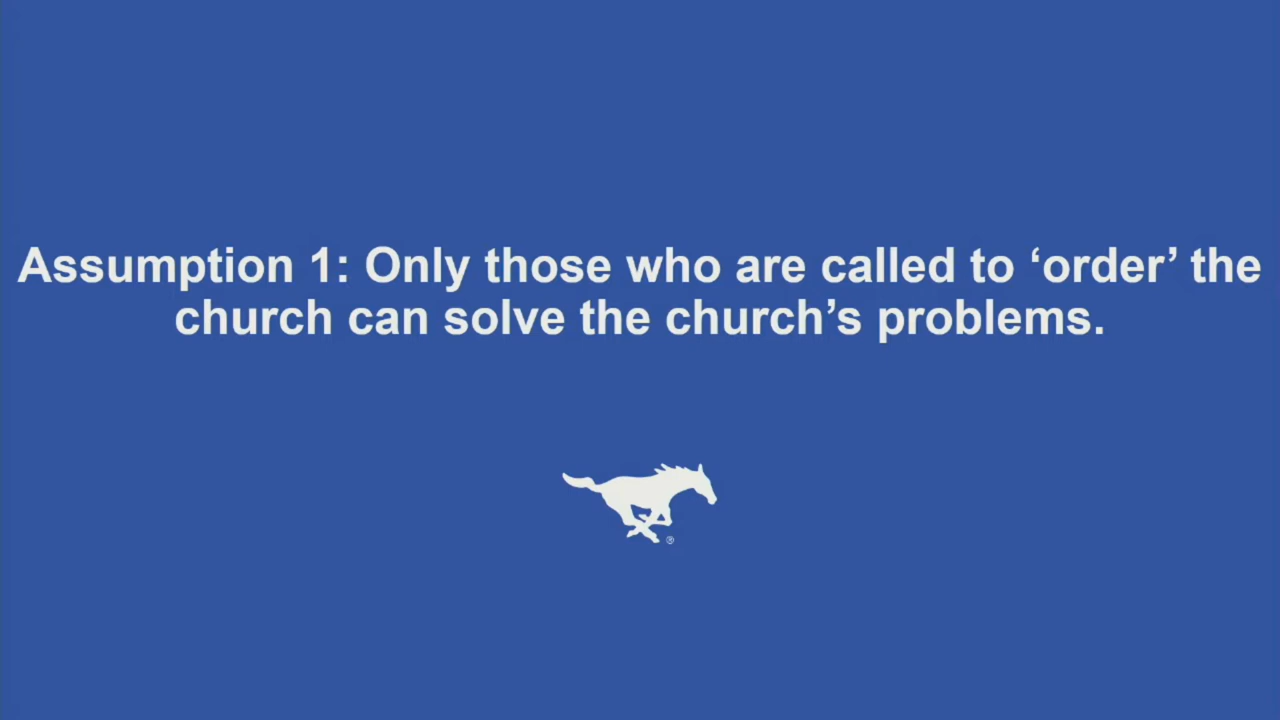 Assumption 1: Only those who are called to ‘order’ the
church can solve the church’s problems.
®